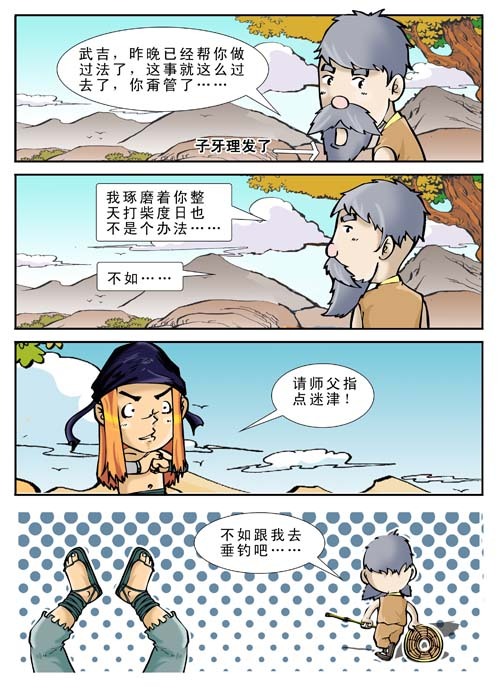 武吉，昨晚已经帮你做
过法了，这事就这么过
去了，你甭管了……
子牙理发了
我琢磨着你整
天打柴度日也
不是个办法……
不如……
请师父指
点迷津！
不如跟我去
垂钓吧……